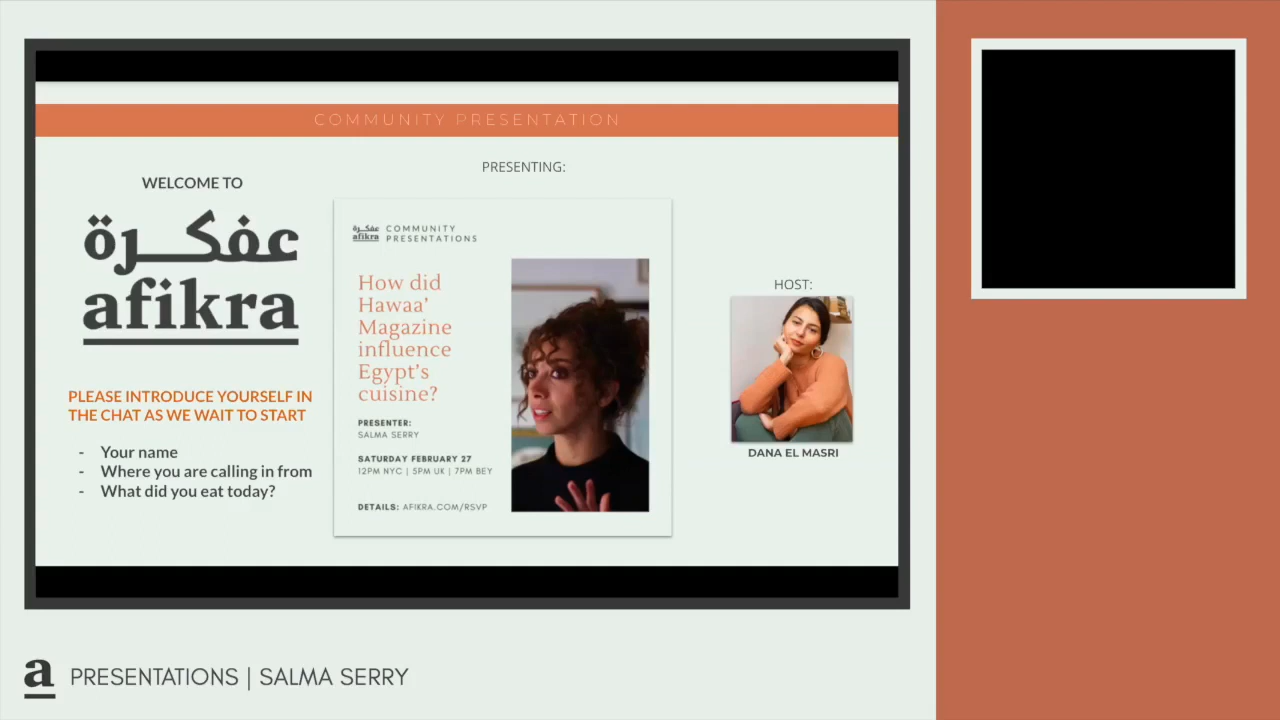 COMMUNITY PRESENTATION
WELCOME TO
عفكرة
afikra
PLEASE INTRODUCE YOURSELF IN
THE CHAT AS WE WAIT TO START
- Your name
- Where you are calling in from
- What did you eat today?
PRESENTING:
عفكرة
afikra
COMMUNITY
PRESENTATIONS
How did
Hawaa’
Magazine
influence
Egypt’s
cuisine?
PRESENTER:
SALMA SERRY
SATURDAY FEBRUARY 27
12PM NYC | 5PM UK | 7PM BEY
DETAILS: AFIKRA.COM/RSVP
HOST:
DANA EL MASRI
a PRESENTATIONS | SALMA SERRY